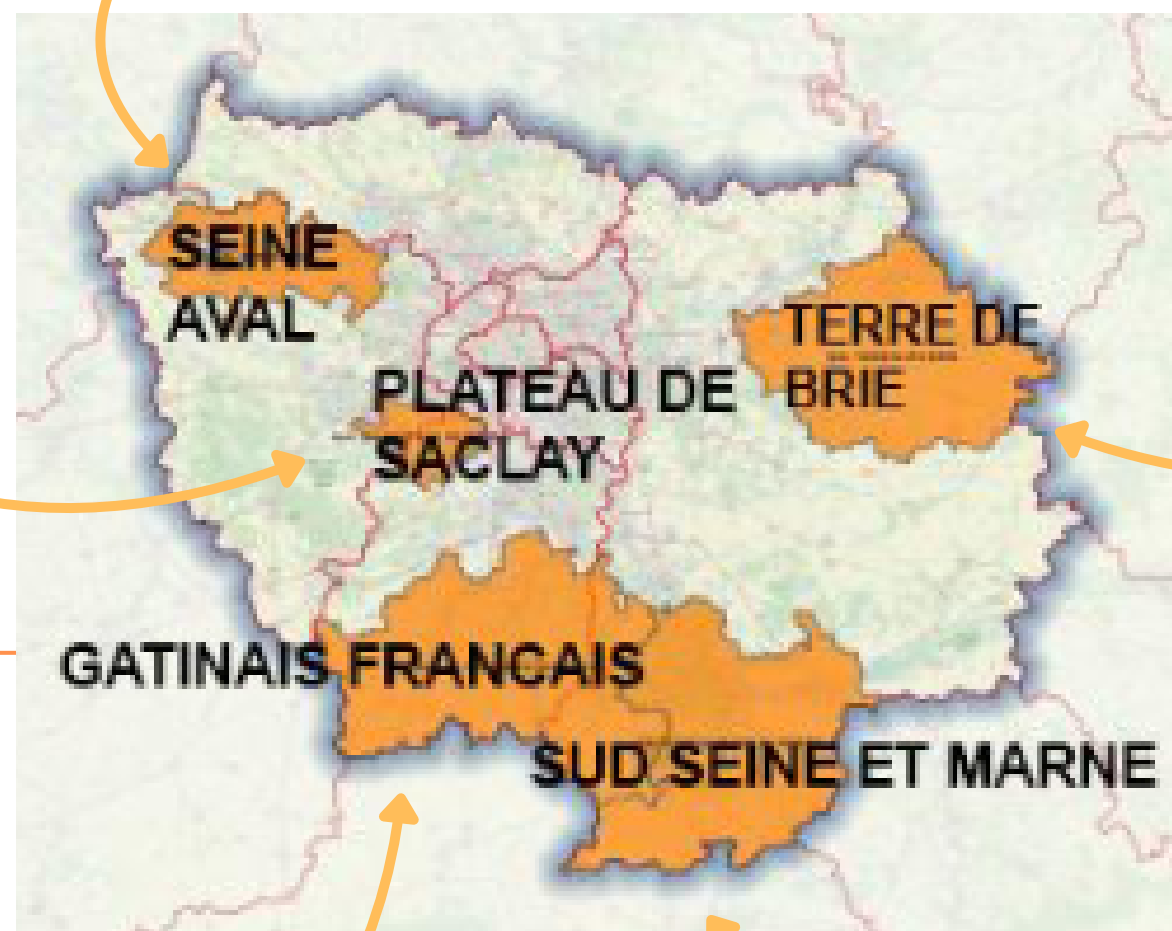 SEINE
AVAL
TERRE DE
BRIE
PLATEAU DE
SACLAY
GATINAIS FRANCAIS
SUD SEINE ET MARNE